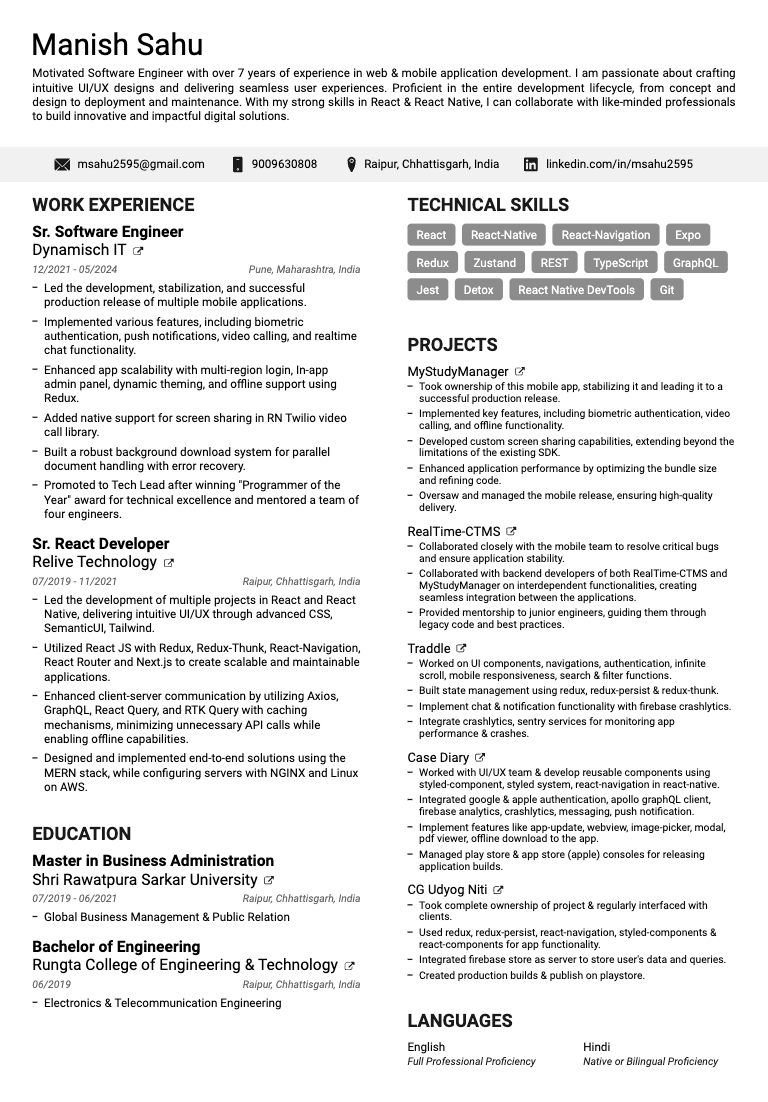 Manish Sahu
Motivated Software Engineer with over 7 years of experience in web & mobile application development. I am passionate about crafting
intuitive UI/UX designs and delivering seamless user experiences. Proficient in the entire development lifecycle, from concept and
design to deployment and maintenance. With my strong skills in React & React Native, I can collaborate with like-minded professionals
to build innovative and impactful digital solutions.
msahu2595@gmail.com 9009630808 Raipur, Chhattisgarh, India linkedin.com/in/msahu2595
WORK EXPERIENCE
Sr. Software Engineer
Dynamisch IT
12/2021 - 05/2024 Pune, Maharashtra, India
– Led the development, stabilization, and successful
production release of multiple mobile applications.
– Implemented various features, including biometric
authentication, push notifications, video calling, and realtime
chat functionality.
– Enhanced app scalability with multi-region login, In-app
admin panel, dynamic theming, and offline support using
Redux.
– Added native support for screen sharing in RN Twilio video
call library.
– Built a robust background download system for parallel
document handling with error recovery.
– Promoted to Tech Lead after winning "Programmer of the
Year" award for technical excellence and mentored a team of
four engineers.
Sr. React Developer
Relive Technology
07/2019 - 11/2021 Raipur, Chhattisgarh, India
– Led the development of multiple projects in React and React
Native, delivering intuitive UI/UX through advanced CSS,
SemanticUI, Tailwind.
– Utilized React JS with Redux, Redux-Thunk, React-Navigation,
React Router and Next.js to create scalable and maintainable
applications.
– Enhanced client-server communication by utilizing Axios,
GraphQL, React Query, and RTK Query with caching
mechanisms, minimizing unnecessary API calls while
enabling offline capabilities.
– Designed and implemented end-to-end solutions using the
MERN stack, while configuring servers with NGINX and Linux
on AWS.
EDUCATION
Master in Business Administration
Shri Rawatpura Sarkar University
07/2019 - 06/2021 Raipur, Chhattisgarh, India
– Global Business Management & Public Relation
Bachelor of Engineering
Rungta College of Engineering & Technology
06/2019 Raipur, Chhattisgarh, India
– Electronics & Telecommunication Engineering
TECHNICAL SKILLS
React React-Native React-Navigation Expo
Redux Zustand REST TypeScript GraphQL
Jest Detox React Native DevTools Git
PROJECTS
MyStudyManager
– Took ownership of this mobile app, stabilizing it and leading it to a
successful production release.
– Implemented key features, including biometric authentication, video
calling, and offline functionality.
– Developed custom screen sharing capabilities, extending beyond the
limitations of the existing SDK.
– Enhanced application performance by optimizing the bundle size
and refining code.
– Oversaw and managed the mobile release, ensuring high-quality
delivery.
RealTime-CTMS
– Collaborated closely with the mobile team to resolve critical bugs
and ensure application stability.
– Collaborated with backend developers of both RealTime-CTMS and
MyStudyManager on interdependent functionalities, creating
seamless integration between the applications.
– Provided mentorship to junior engineers, guiding them through
legacy code and best practices.
Traddle
– Worked on UI components, navigations, authentication, infinite
scroll, mobile responsiveness, search & filter functions.
– Built state management using redux, redux-persist & redux-thunk.
– Implement chat & notification functionality with firebase crashlytics.
– Integrate crashlytics, sentry services for monitoring app
performance & crashes.
Case Diary
– Worked with UI/UX team & develop reusable components using
styled-component, styled system, react-navigation in react-native.
– Integrated google & apple authentication, apollo graphQL client,
firebase analytics, crashlytics, messaging, push notification.
– Implement features like app-update, webview, image-picker, modal,
pdf viewer, offline download to the app.
– Managed play store & app store (apple) consoles for releasing
application builds.
CG Udyog Niti
– Took complete ownership of project & regularly interfaced with
clients.
– Used redux, redux-persist, react-navigation, styled-components &
react-components for app functionality.
– Integrated firebase store as server to store user's data and queries.
– Created production builds & publish on playstore.
LANGUAGES
English Hindi
Full Professional Proficiency Native or Bilingual Proficiency